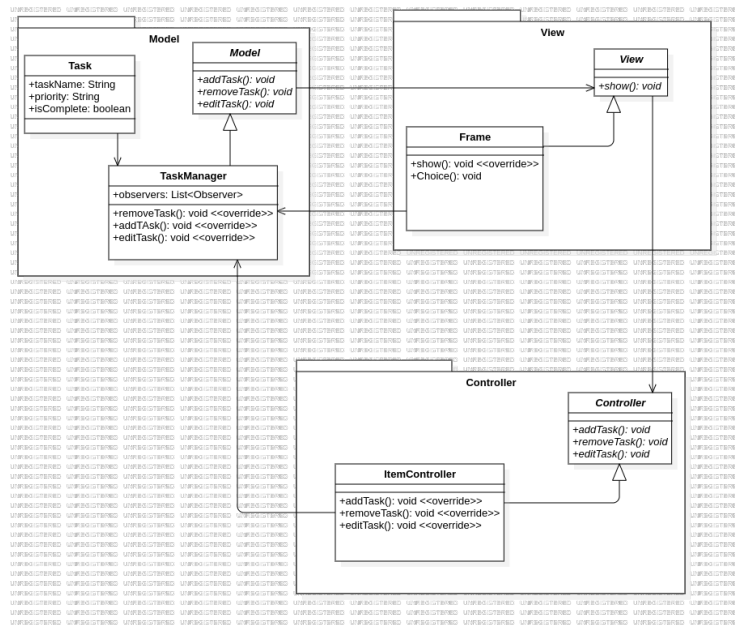 Model
Task
+taskName: String
+priority: String
+isComplete: boolean
Model
+addTask(): void
+removeTask(): void
+editTask(): void
TaskManager
+observers: List<Observer>
+removeTask(): void <<override>>
+addTAsk(): void <<override>>
+editTask(): void <<override>>
View
View
+show(): void
Frame
+show(): void <<override>>
+Choice(): void
Controller
Controller
+addTask(): void
+removeTask(): void
+editTask(): void
ItemController
+addTask(): void <<override>>
+removeTask(): void <<override>>
+editTask(): void <<override>>